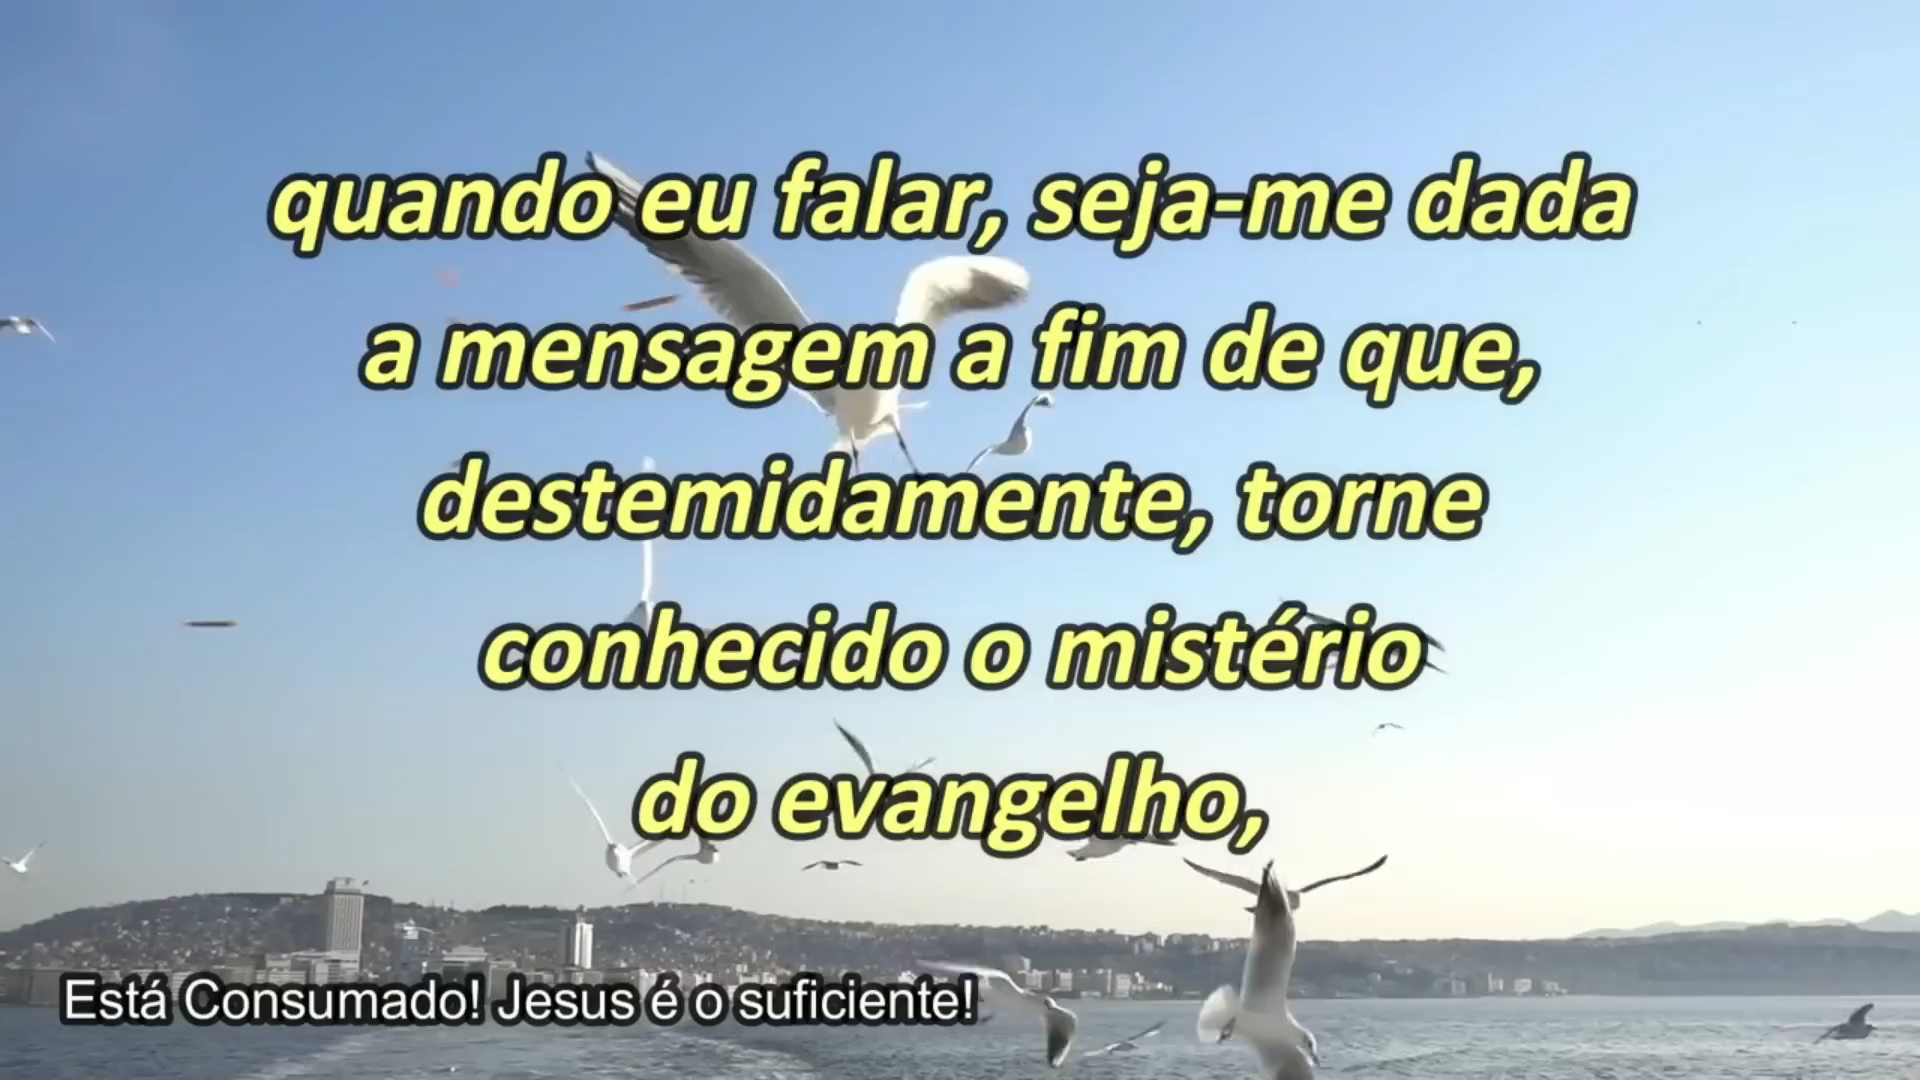 quando eu falar, seja-me dada
a mensagem a fim de que,
destemidamente, torne
conhecido o mistério
do evangelho,
Está Consumado! Jesus é o suficiente!